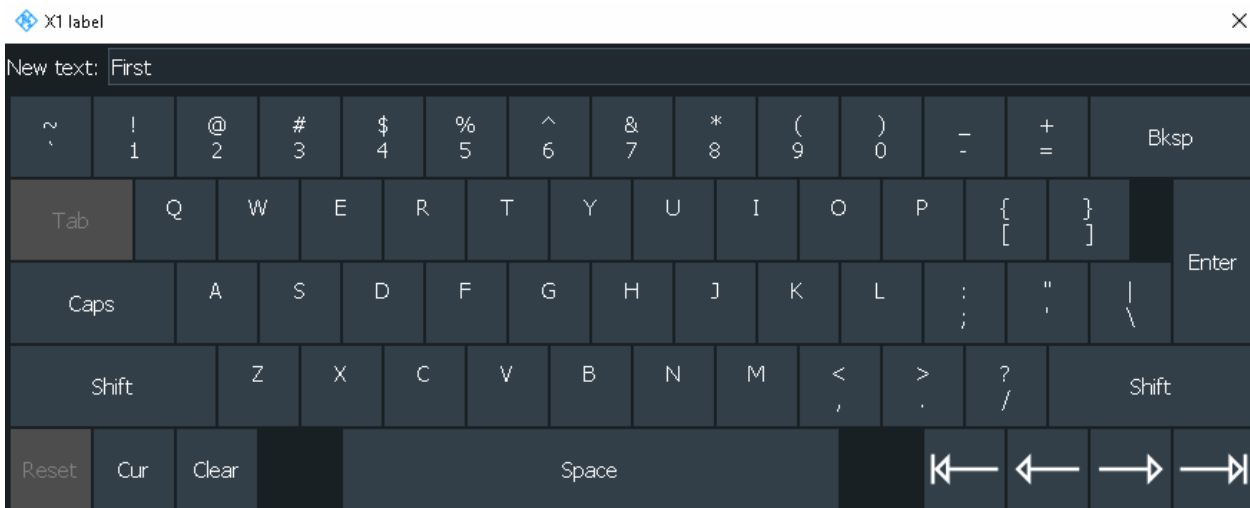 X1 label
New text: First
~ ! @ # $ % ^ & * ( ) _ + Bksp
` 1 2 3 4 5 6 7 8 9 0 - =
Tab Q W E R T Y U I O P { }
[ ]
Enter
Caps A S D F G H J K L : " |
; ' \
Shift Z X C V B N M < > ? Shift
, . /
Reset Cur Clear Space